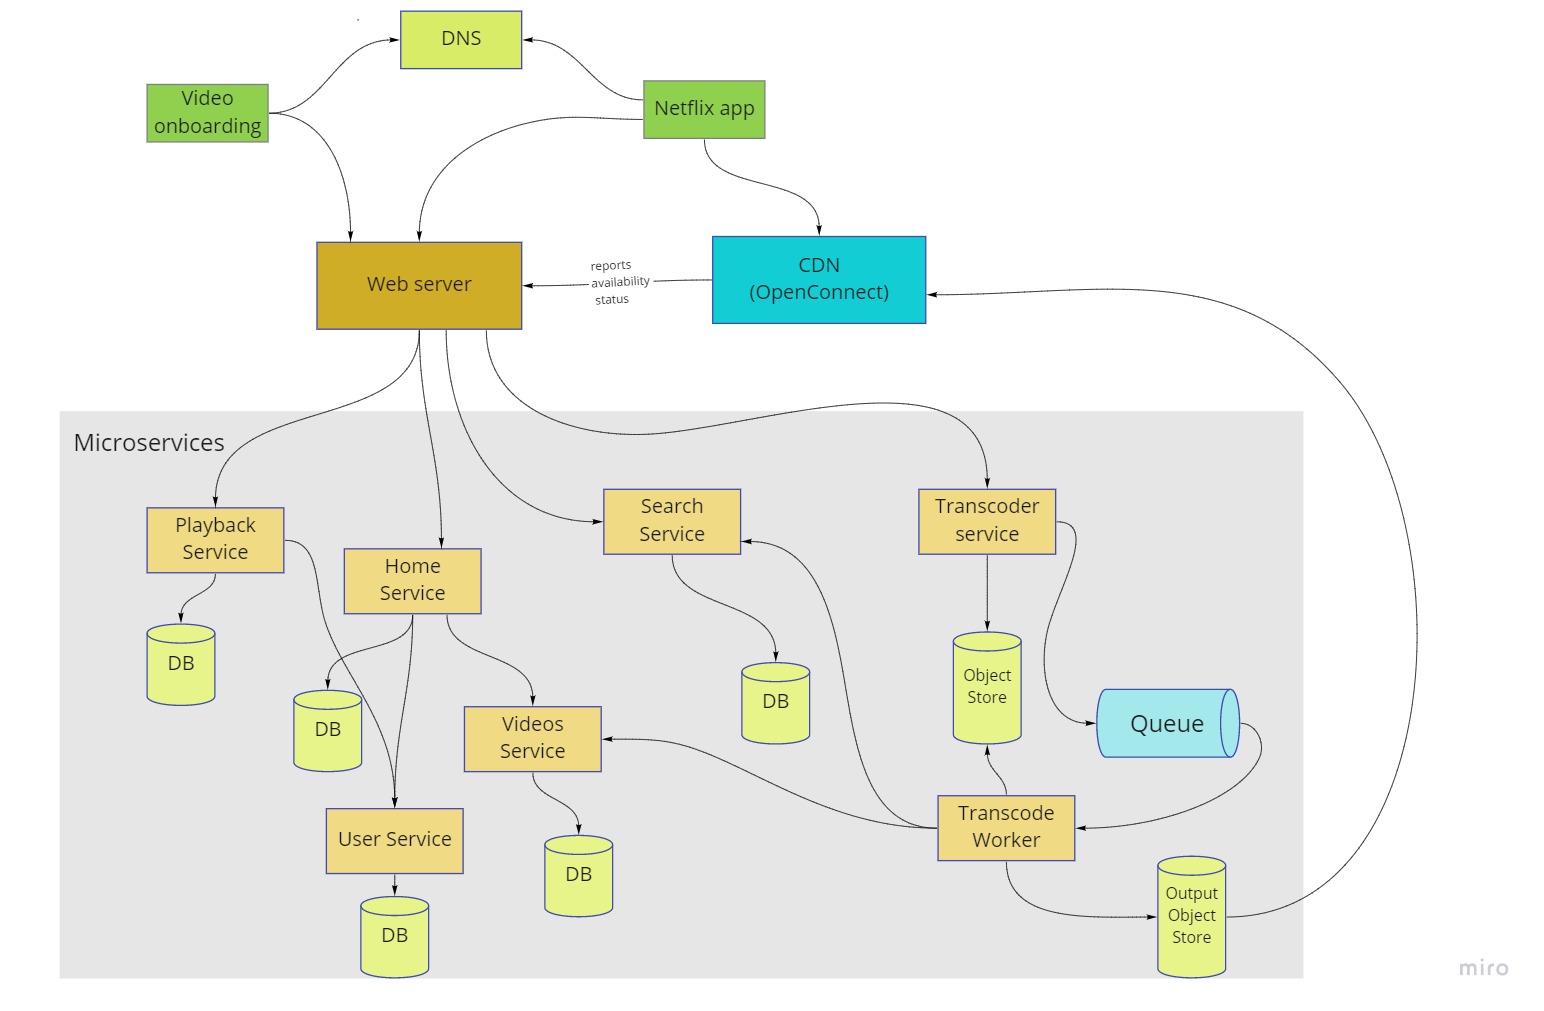 DNS
Video
onboarding
Netflix app
Web server
reports
availability
status
CDN
(OpenConnect)
Microservices
Playback
Service
Home
Service
Search
Service
Transcoder
service
DB
DB
Videos
Service
DB
Object
Store
Queue
User Service
DB
DB
Transcode
Worker
Output
Object
Store
miro